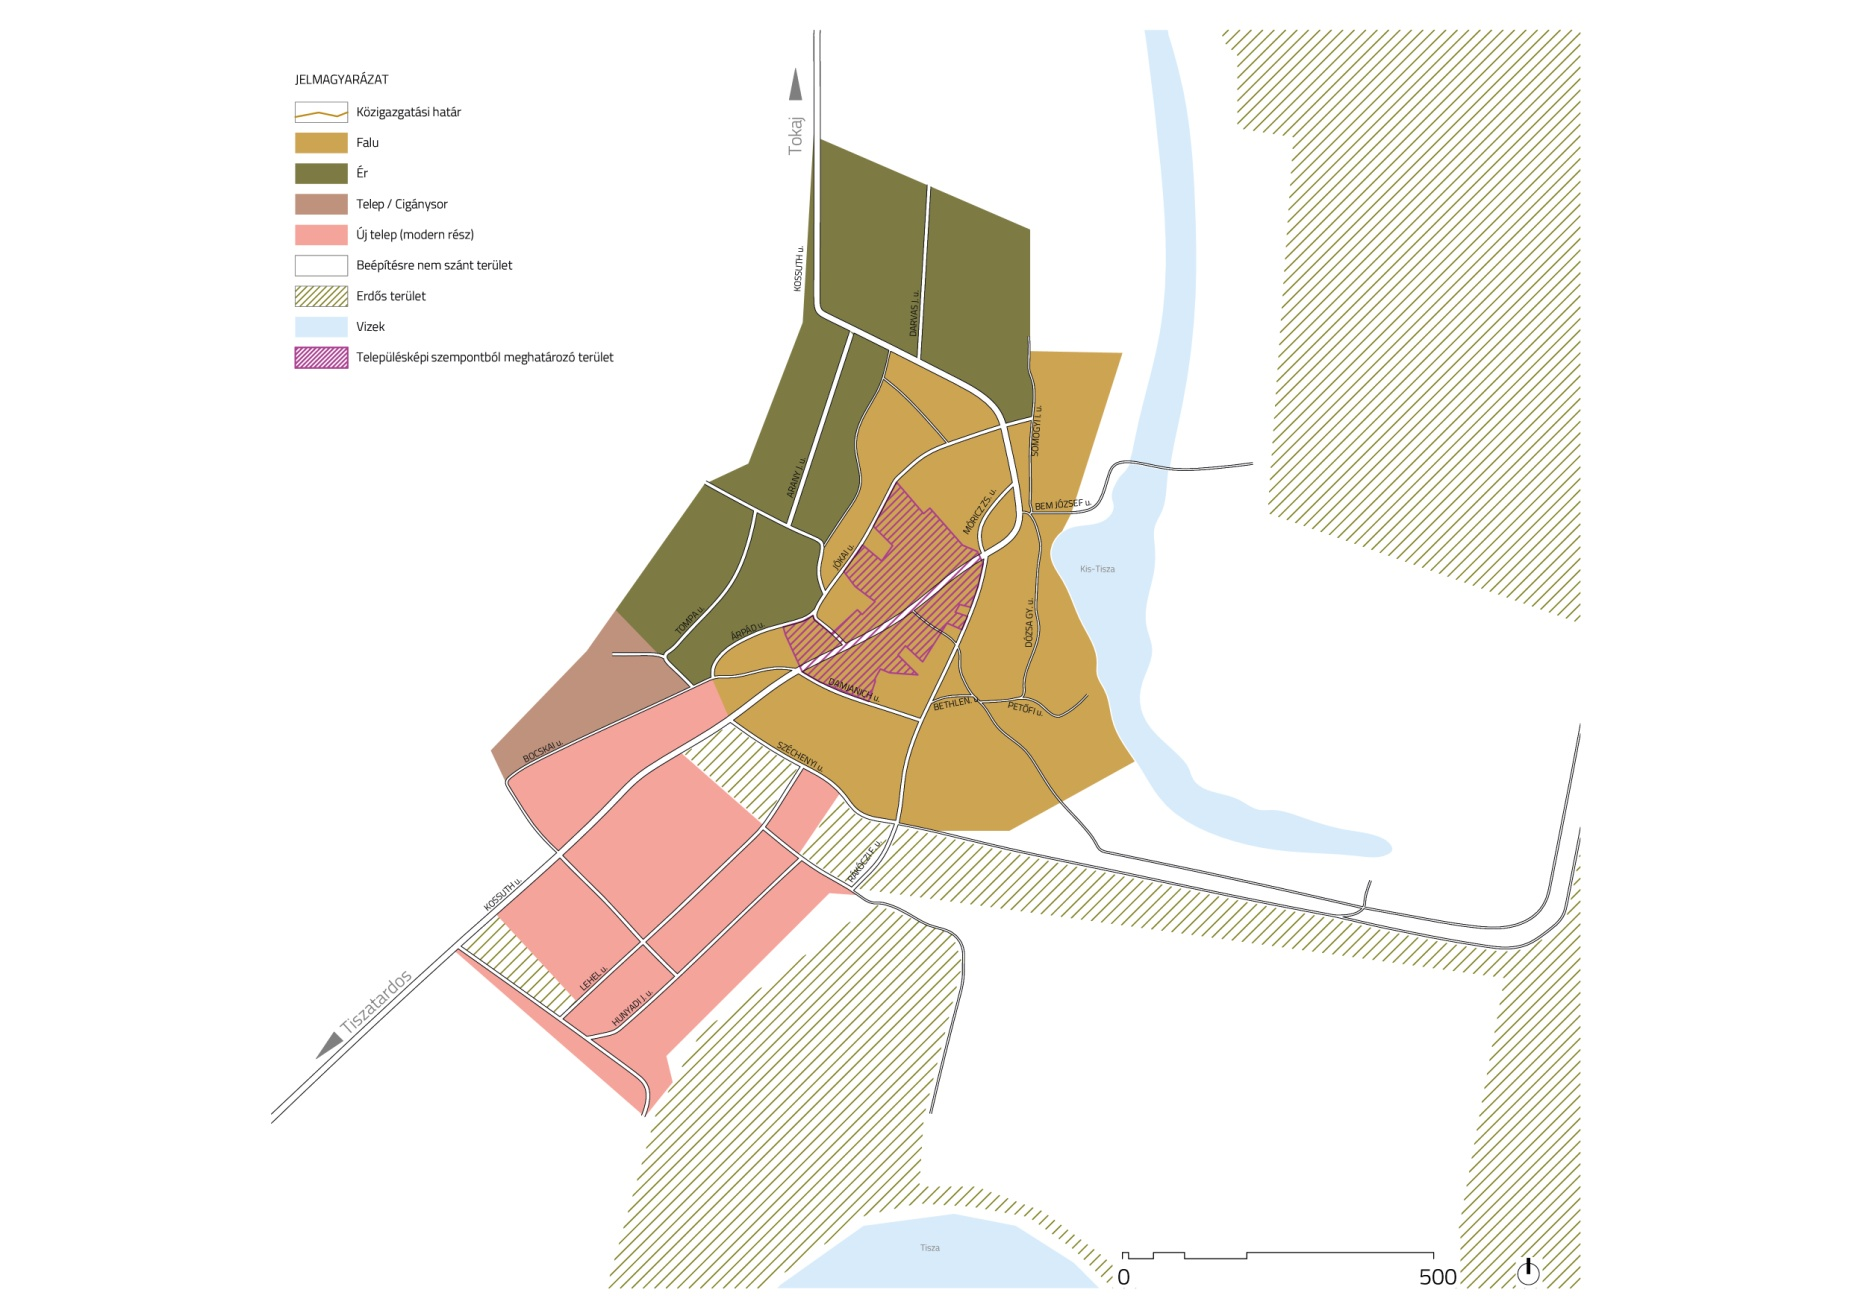 JELMAGYARÁZAT
Közigazgatási határ
Falu
Ér
Telep / Cigánysor
Új telep (modern rész)
Beépítésre nem szánt terület
Erdős terület
Vizek
Településképi szempontból meghatározó terület
Tokaj
KOSSUTH u.
DARVAS J. u.
SOMOGYI I. u.
ARANY J. u.
MÓRICZ ZS. u.
BEM JÓZSEF u.
JÓKAI u.
Kis-Tisza
TOMPA u.
ÁRPÁD u.
DÓZSA GY. u.
DAMJANICH u.
BETHLEN. u.
PETŐFI u.
BOCSKAI u.
SZÉCHENYI u.
RÁKÓCZI F. u.
KOSSUTH u.
LEHEL u.
HUNYADI J. u.
Tiszatardos
Tisza
0 500